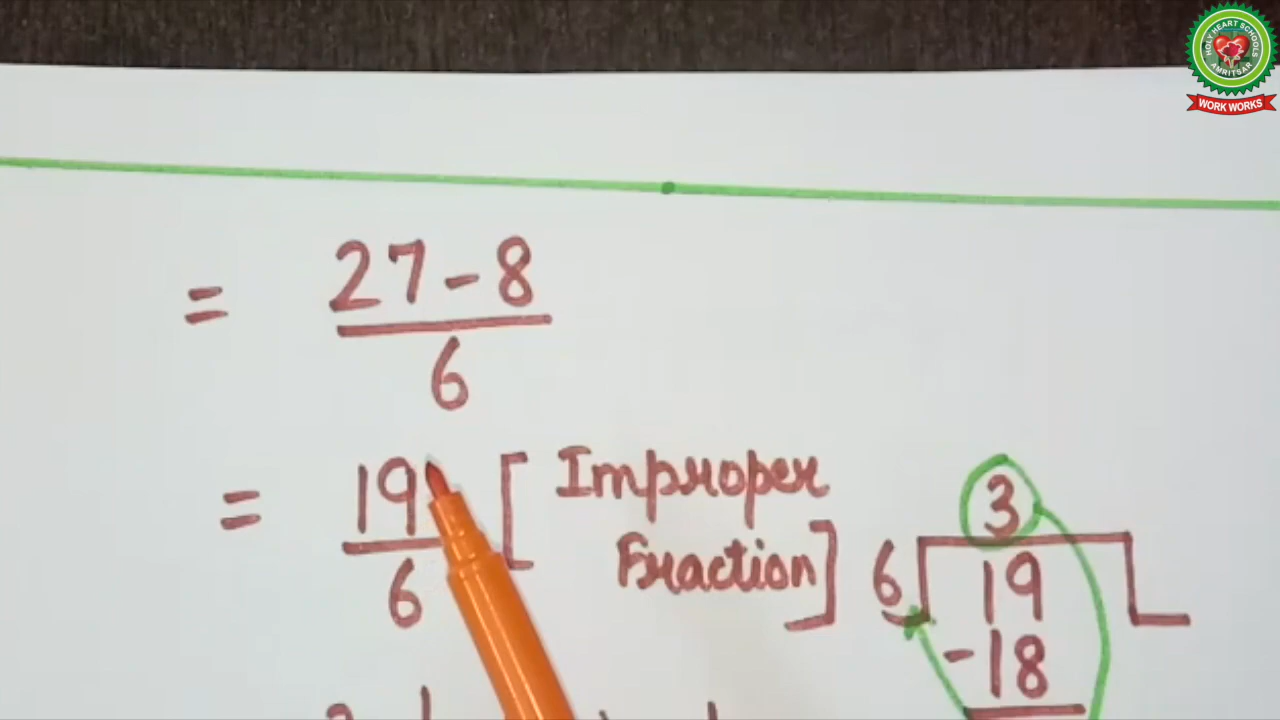 HOLY HEART SCHOOLS
AMRITSAR
WORK WORKS
= 27 - 8
6
= 19
6
[ Improper
Fraction ]
3
6 19
- 18